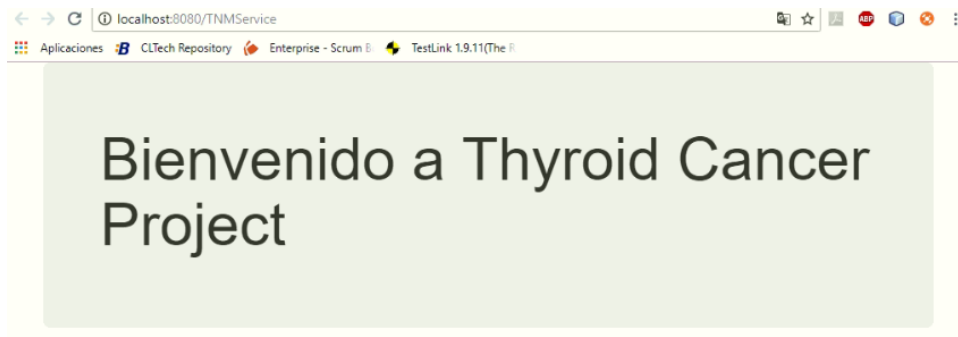 localhost:8080/TNMService
Aplicaciones CLTech Repository Enterprise - Scrum B TestLink 1.9.11(The R
Bienvenido a Thyroid Cancer
Project